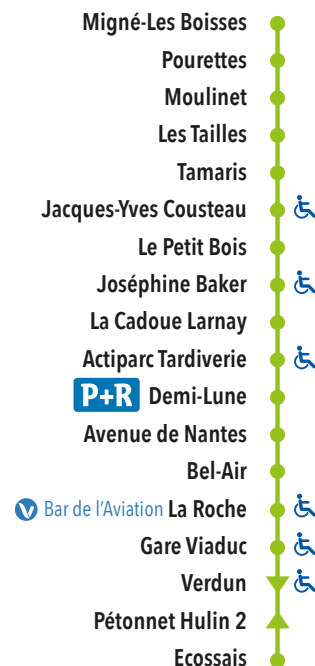 Migné-Les Boisses
Pourettes
Moulinet
Les Tailles
Tamaris
Jacques-Yves Cousteau
Le Petit Bois
Joséphine Baker
La Cadoue Larnay
Actiparc Tardiverie
P+R Demi-Lune
Avenue de Nantes
Bel-Air
V Bar de l'Aviation La Roche
Gare Viaduc
Verdun
Pétonnet Hulin 2
Ecossais